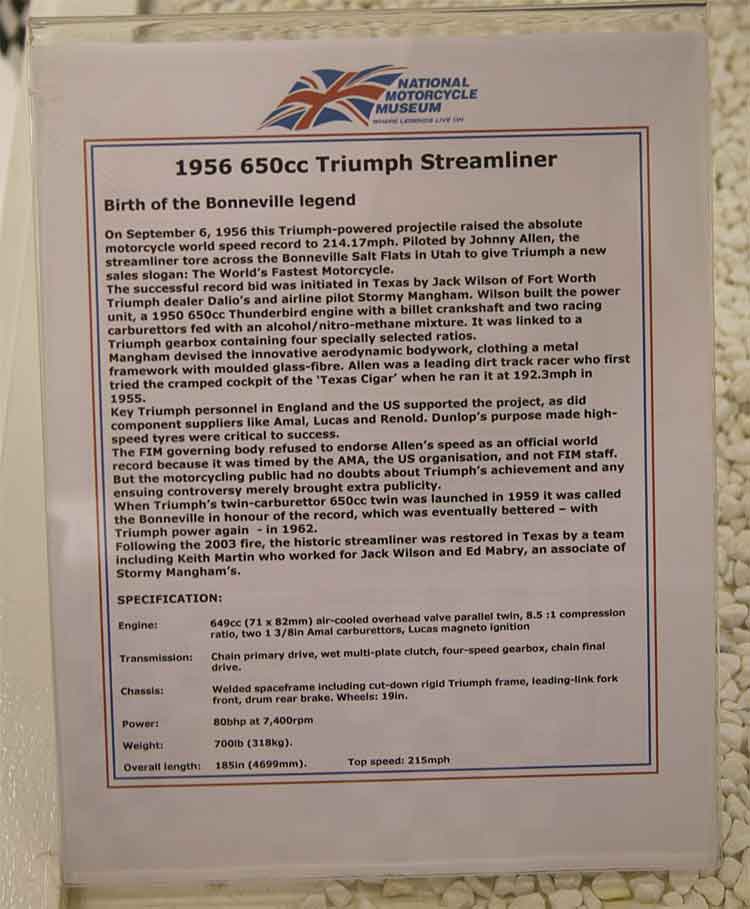 NATIONAL
MOTORCYCLE
MUSEUM
WHERE LEGENDS LIVE ON
1956 650cc Triumph Streamliner
Birth of the Bonneville legend
On September 6, 1956 this Triumph-powered projectile raised the absolute
motorcycle world speed record to 214.17mph. Piloted by Johnny Allen, the
streamliner tore across the Bonneville Salt Flats in Utah to give Triumph a new
sales slogan: The World's Fastest Motorcycle.
The successful record bid was initiated in Texas by Jack Wilson of Fort Worth
Triumph dealer Dalio's and airline pilot Stormy Mangham. Wilson built the power
unit, a 1950 650cc Thunderbird engine with a billet crankshaft and two racing
carburettors fed with an alcohol/nitro-methane mixture. It was linked to a
Triumph gearbox containing four specially selected ratios.
Mangham devised the innovative aerodynamic bodywork, clothing a metal
framework with moulded glass-fibre. Allen was a leading dirt track racer who first
tried the cramped cockpit of the 'Texas Cigar' when he ran it at 192.3mph in
1955.
Key Triumph personnel in England and the US supported the project, as did
component suppliers like Amal, Lucas and Renold. Dunlop's purpose made high-
speed tyres were critical to success.
The FIM governing body refused to endorse Allen's speed as an official world
record because it was timed by the AMA, the US organisation, and not FIM staff.
But the motorcycling public had no doubts about Triumph's achievement and any
ensuing controversy merely brought extra publicity.
When Triumph's twin-carburettor 650cc twin was launched in 1959 it was called
the Bonneville in honour of the record, which was eventually bettered – with
Triumph power again - in 1962.
Following the 2003 fire, the historic streamliner was restored in Texas by a team
including Keith Martin who worked for Jack Wilson and Ed Mabry, an associate of
Stormy Mangham's.
SPECIFICATION:
Engine: 649cc (71 x 82mm) air-cooled overhead valve parallel twin, 8.5 :1 compression
ratio, two 1 3/8in Amal carburettors, Lucas magneto ignition
Transmission: Chain primary drive, wet multi-plate clutch, four-speed gearbox, chain final
drive.
Chassis: Welded spaceframe including cut-down rigid Triumph frame, leading-link fork
front, drum rear brake. Wheels: 19in.
Power: 80bhp at 7,400rpm
Weight: 700lb (318kg).
Overall length: 185in (4699mm). Top speed: 215mph